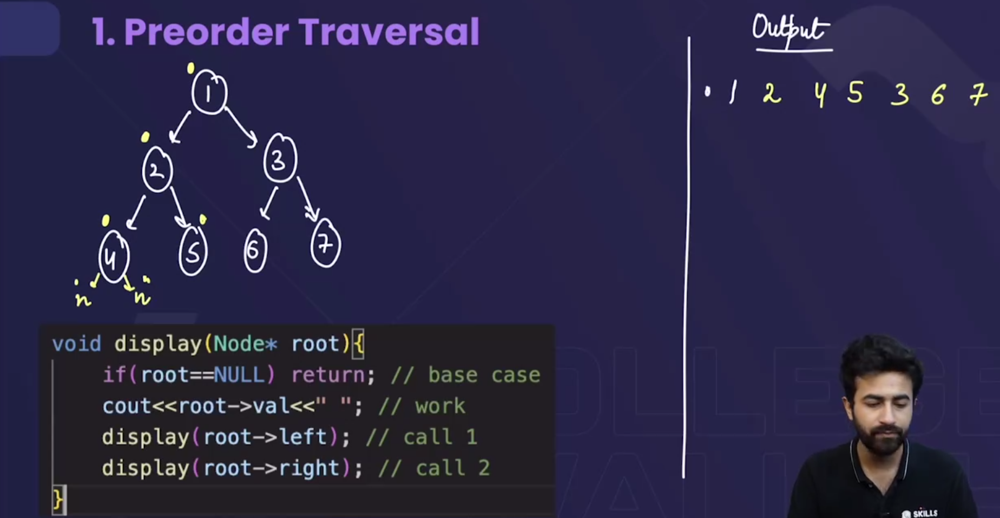 1. Preorder Traversal
Output
1 2 4 5 3 6 7
1
2 3
4 5 6 7
n n
void display(Node* root){
if(root==NULL) return; // base case
cout<<root->val<<" "; // work
display(root->left); // call 1
display(root->right); // call 2
}
SKILLS